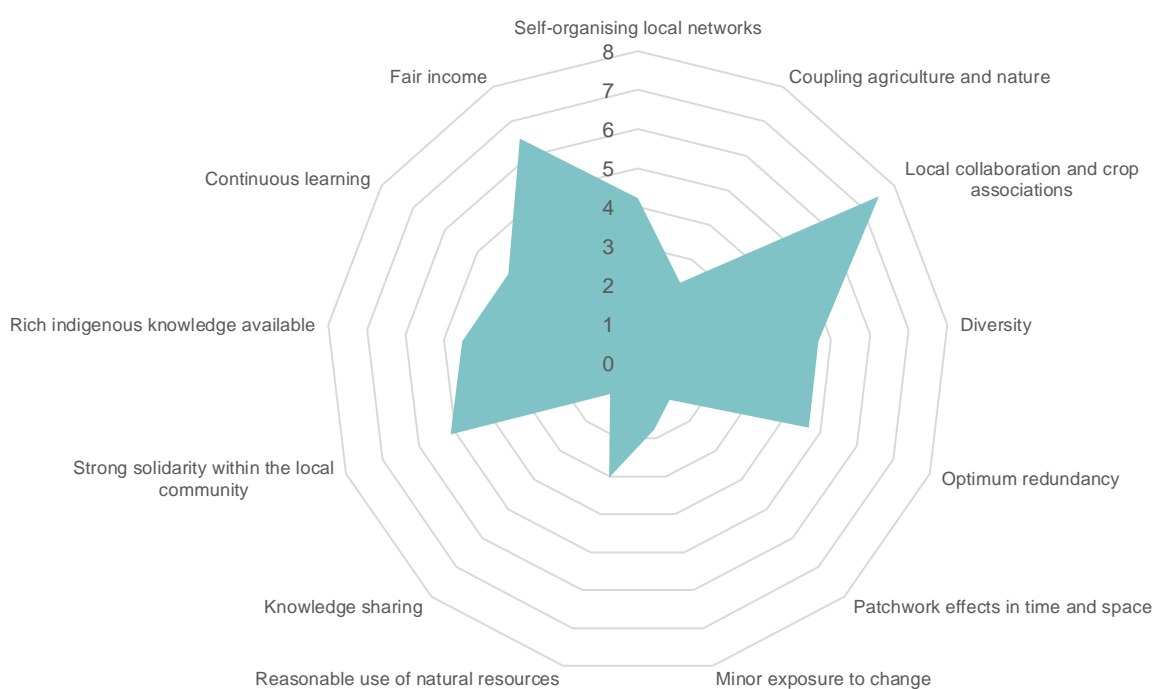 Self-organising local networks
8
Fair income
Coupling agriculture and nature
7
6
5
Continuous learning
Local collaboration and crop
associations
4
3
2
Rich indigenous knowledge available
1
Diversity
0
Strong solidarity within the local
community
Optimum redundancy
Knowledge sharing
Patchwork effects in time and space
Reasonable use of natural resources
Minor exposure to change